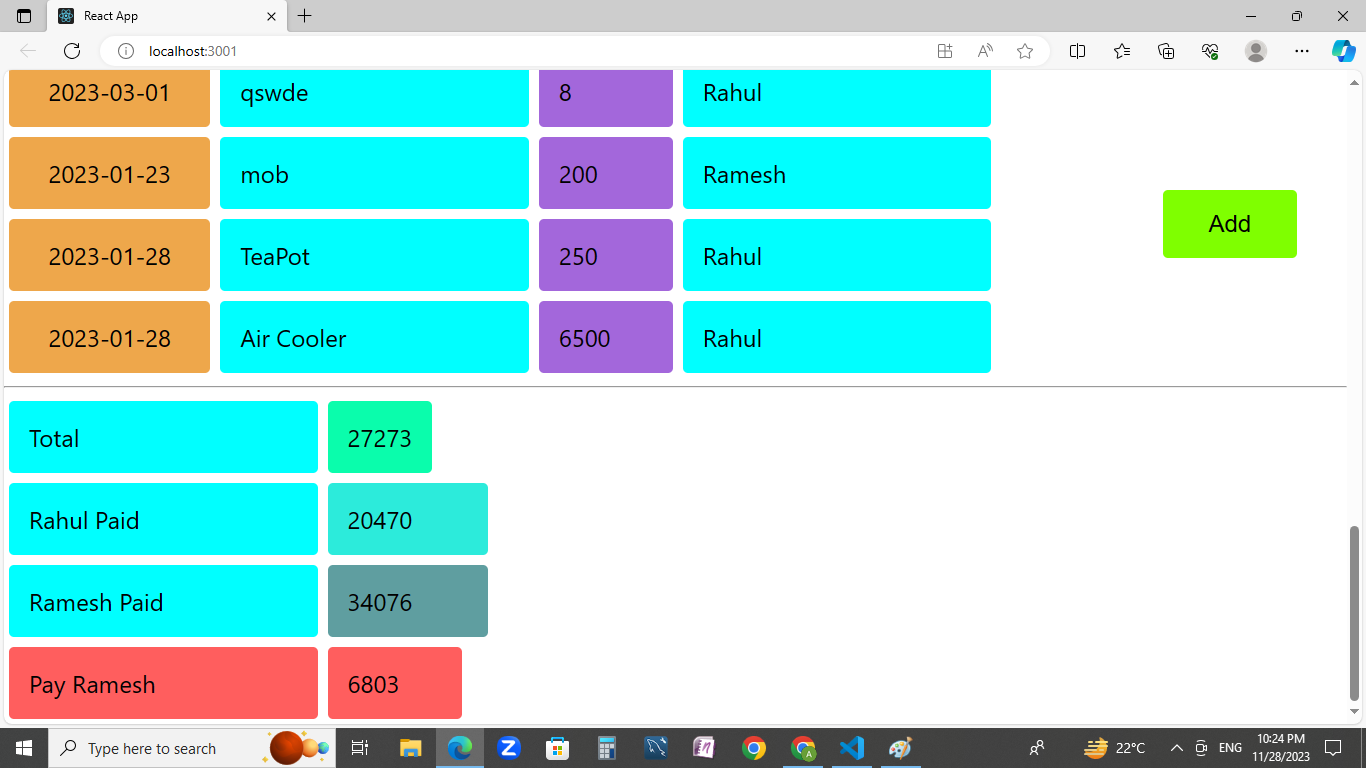 React App
localhost:3001
2023-03-01 qswde 8 Rahul
2023-01-23 mob 200 Ramesh
Add
2023-01-28 TeaPot 250 Rahul
2023-01-28 Air Cooler 6500 Rahul
Total 27273
Rahul Paid 20470
Ramesh Paid 34076
Pay Ramesh 6803
Type here to search
22°C
ENG
10:24 PM
11/28/2023